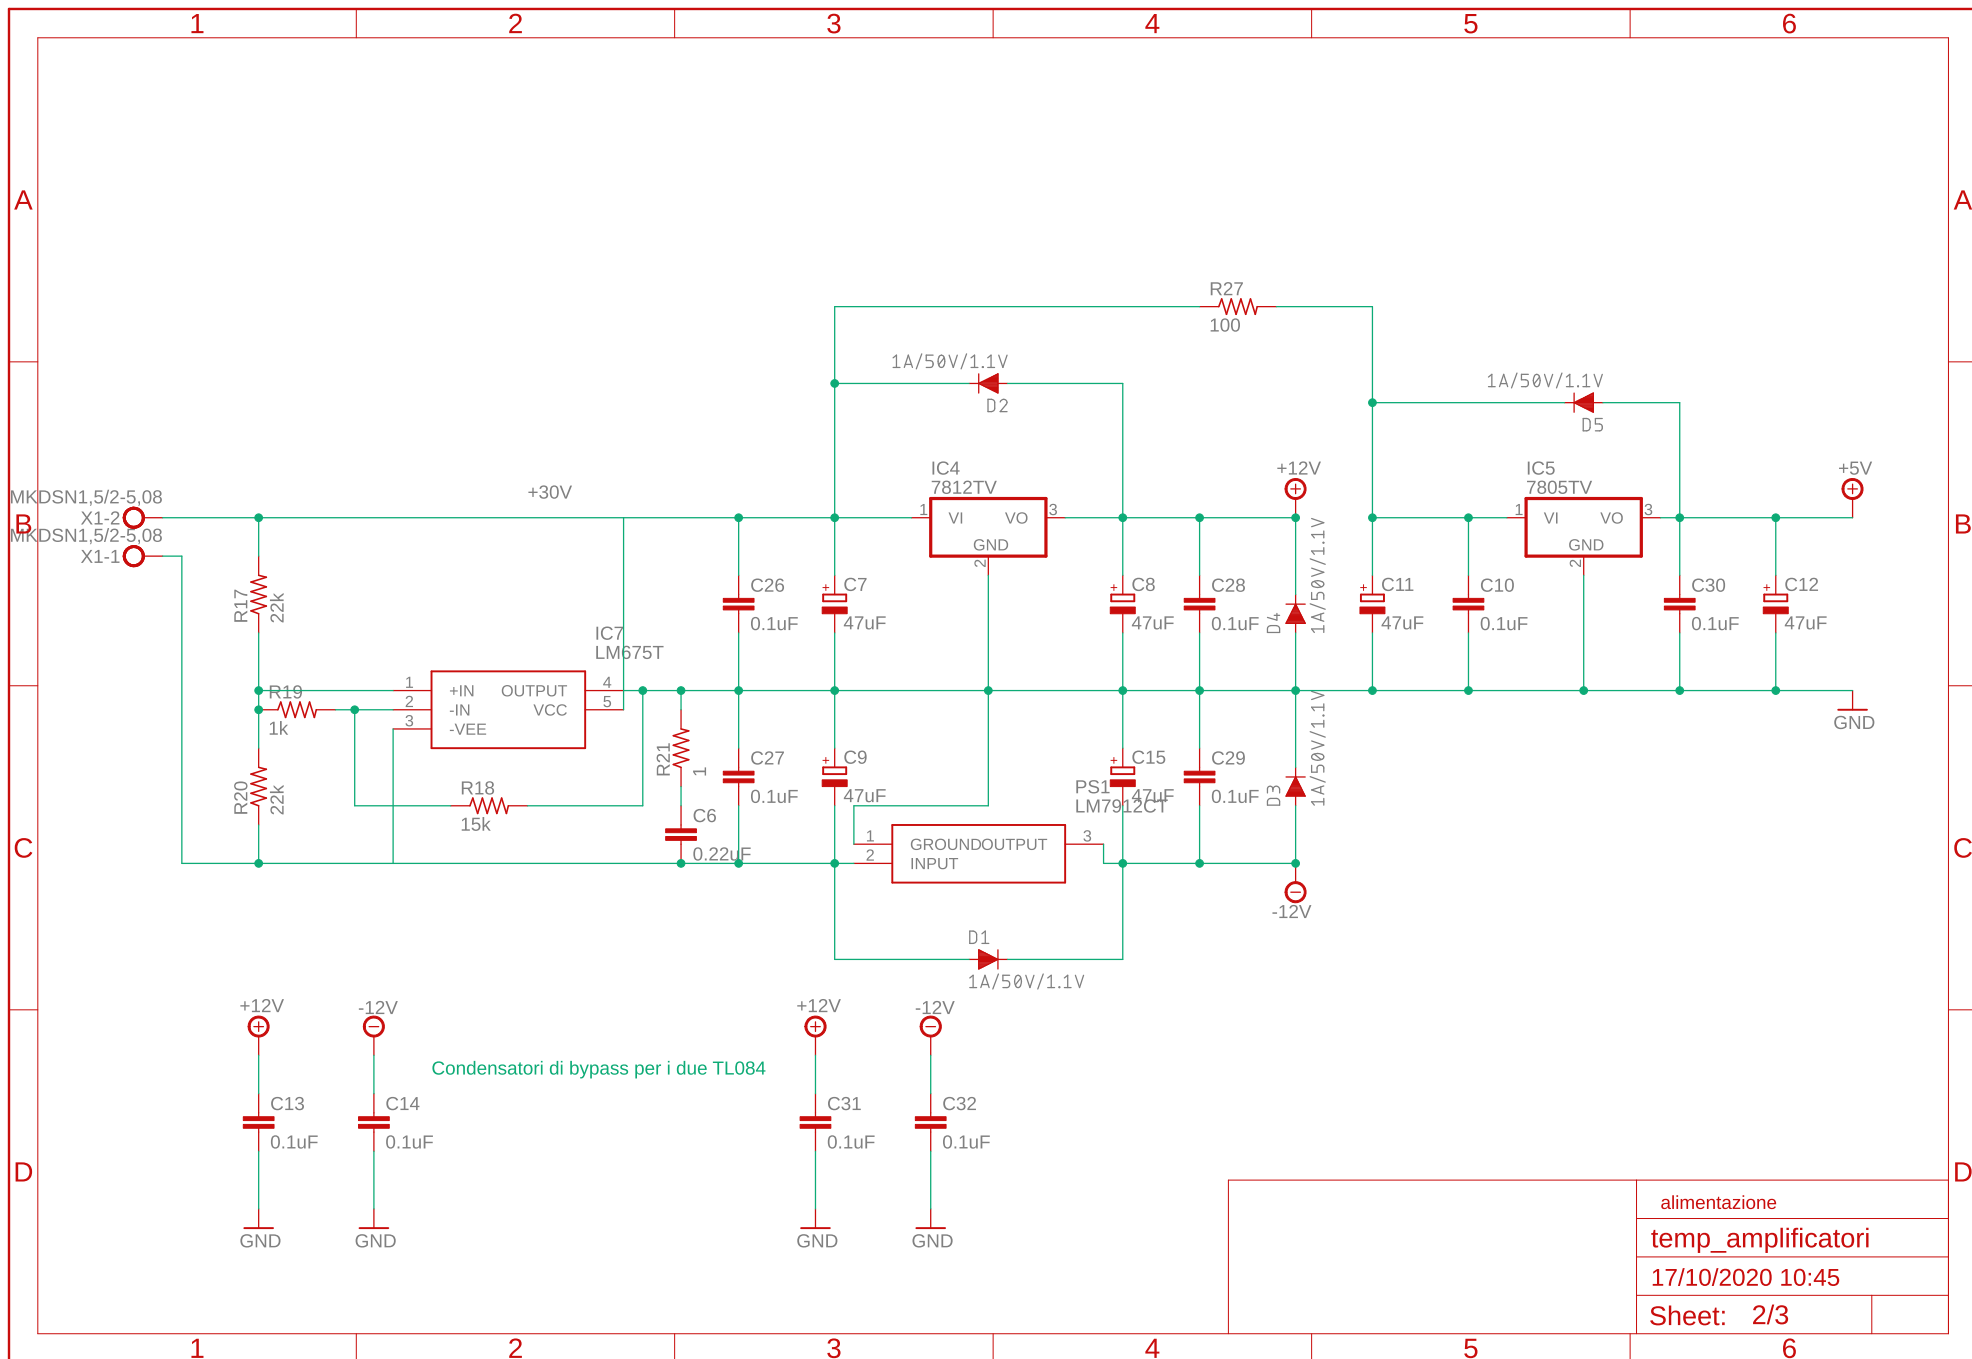 1 2 3 4 5 6
A A
R27
100
1A/50V/1.1V
D2
1A/50V/1.1V
D5
IC4
7812TV
+12V
IC5
7805TV
+5V
MKDSN1,5/2-5,08
X1-2
+30V
B
MKDSN1,5/2-5,08
X1-1
1 VI VO 3
GND
2
1 VI VO 3
GND
2
B
R17
22k
C26
0.1uF
C7
47uF
C8
47uF
C28
0.1uF
D4
1A/50V/1.1V
C11
47uF
C10
0.1uF
C30
0.1uF
C12
47uF
IC7
LM675T
R19
1k
1 +IN OUTPUT 4
2 -IN VCC 5
3 -VEE
GND
R20
22k
R18
15k
R21
1
C6
0.22uF
C27
0.1uF
C9
47uF
PS1
LM7912CT
C15
47uF
C29
0.1uF
D3
1A/50V/1.1V
C C
1 GROUNDOUTPUT 3
2 INPUT
-12V
D1
1A/50V/1.1V
+12V -12V +12V -12V
Condensatori di bypass per i due TL084
C13
0.1uF
C14
0.1uF
C31
0.1uF
C32
0.1uF
D D
GND GND GND GND
alimentazione
temp_amplificatori
17/10/2020 10:45
Sheet: 2/3
1 2 3 4 5 6